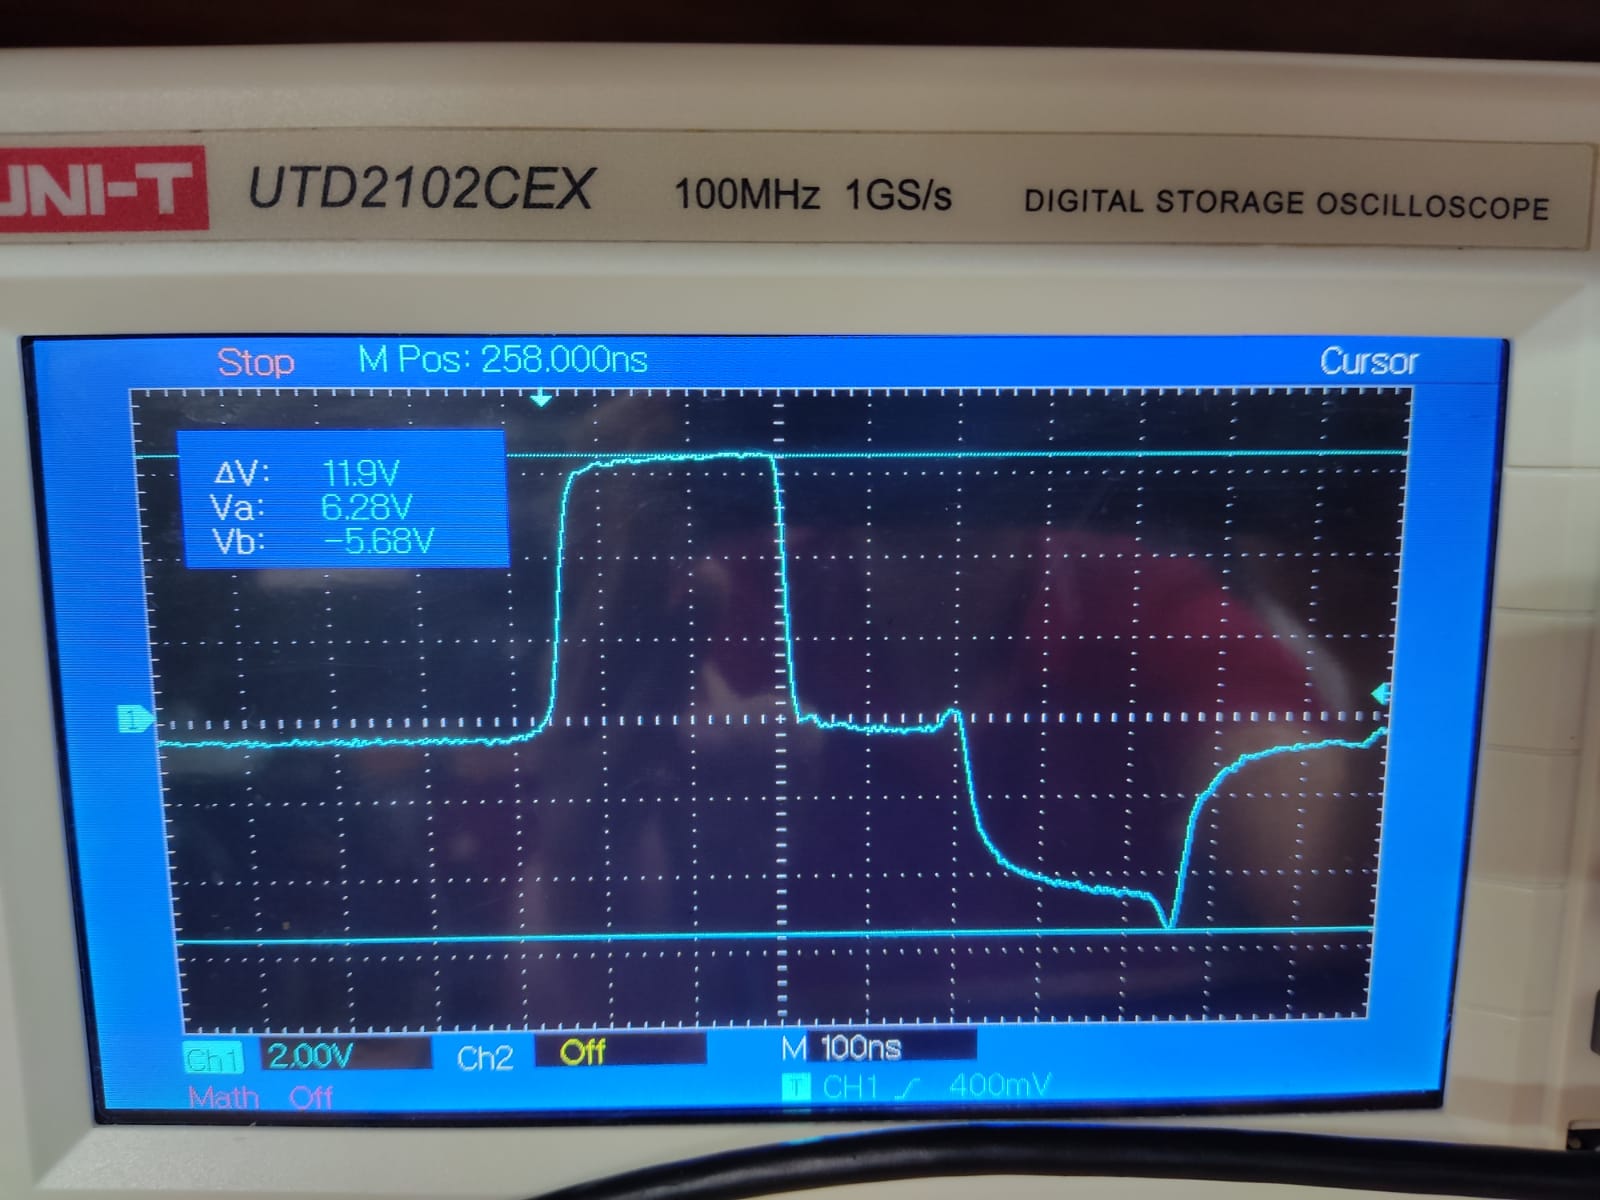 UNI-T UTD2102CEX 100MHz 1GS/s DIGITAL STORAGE OSCILLOSCOPE
Stop M Pos: 258.000ns Cursor
ΔV: 11.9V
Va: 6.28V
Vb: -5.68V
1
Ch1 2.00V Ch2 Off M 100ns
Math Off T CH1 400mV